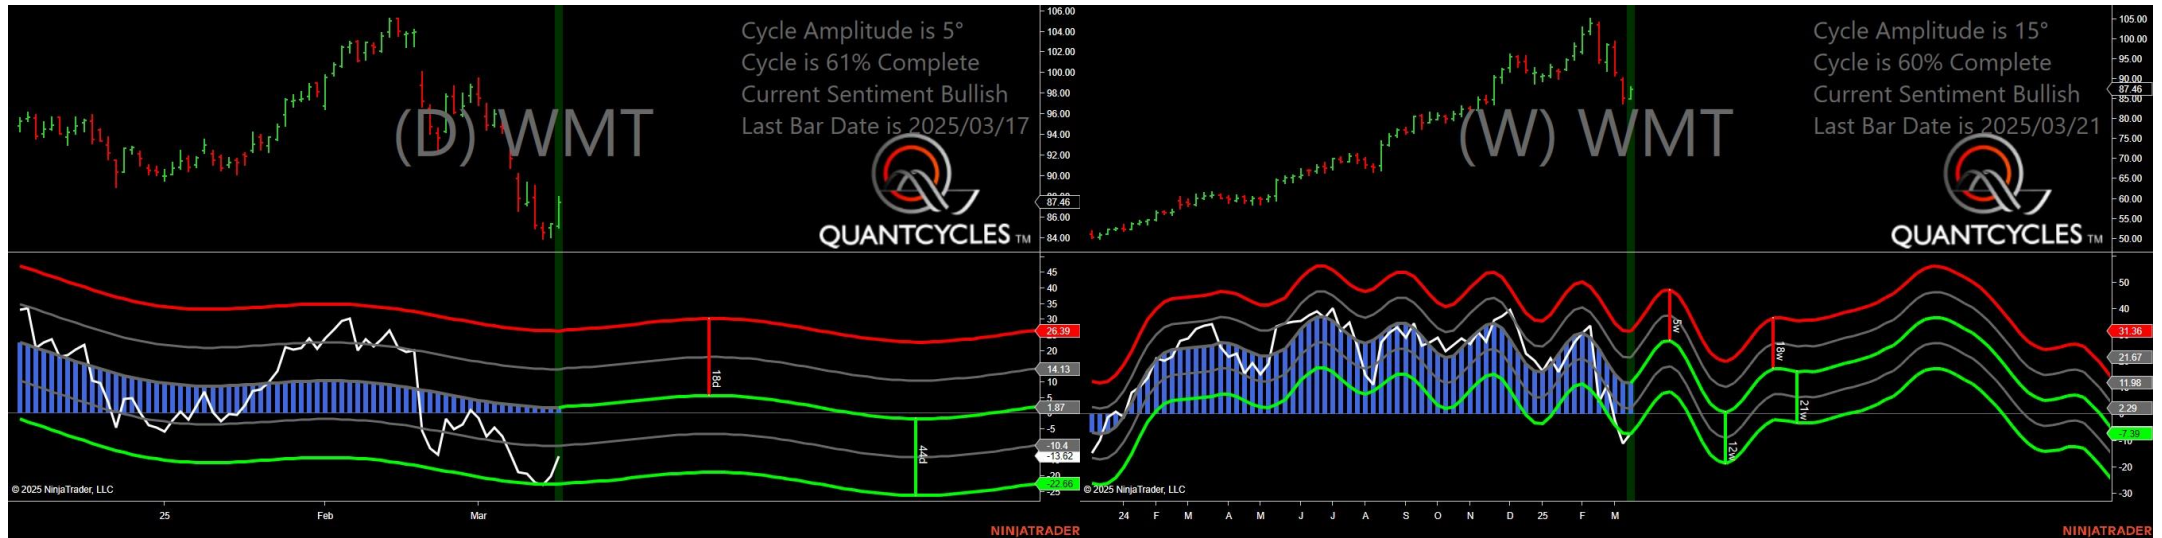 Cycle Amplitude is 5°
Cycle is 61% Complete
Current Sentiment Bullish
Last Bar Date is 2025/03/17
(D) WMT
QUANTCYCLES TM
106.00
104.00
102.00
100.00
98.00
96.00
94.00
92.00
90.00
87.46
86.00
84.00
45
40
35
30
26.39
20
14.13
10
5
1.87
-5
-10.4
-13.62
-22.66
-25
18d
44d
© 2025 NinjaTrader, LLC
25
Feb
Mar
NINJATRADER
Cycle Amplitude is 15°
Cycle is 60% Complete
Current Sentiment Bullish
Last Bar Date is 2025/03/21
(W) WMT
QUANTCYCLES TM
105.00
100.00
95.00
90.00
87.46
85.00
80.00
75.00
70.00
65.00
60.00
55.00
50.00
50
40
31.36
21.67
11.98
2.29
-7.39
-10
-20
-30
5w
18w
12w
21w
© 2025 NinjaTrader, LLC
24 F M A M J J A S O N D 25 F M
NINJATRADER